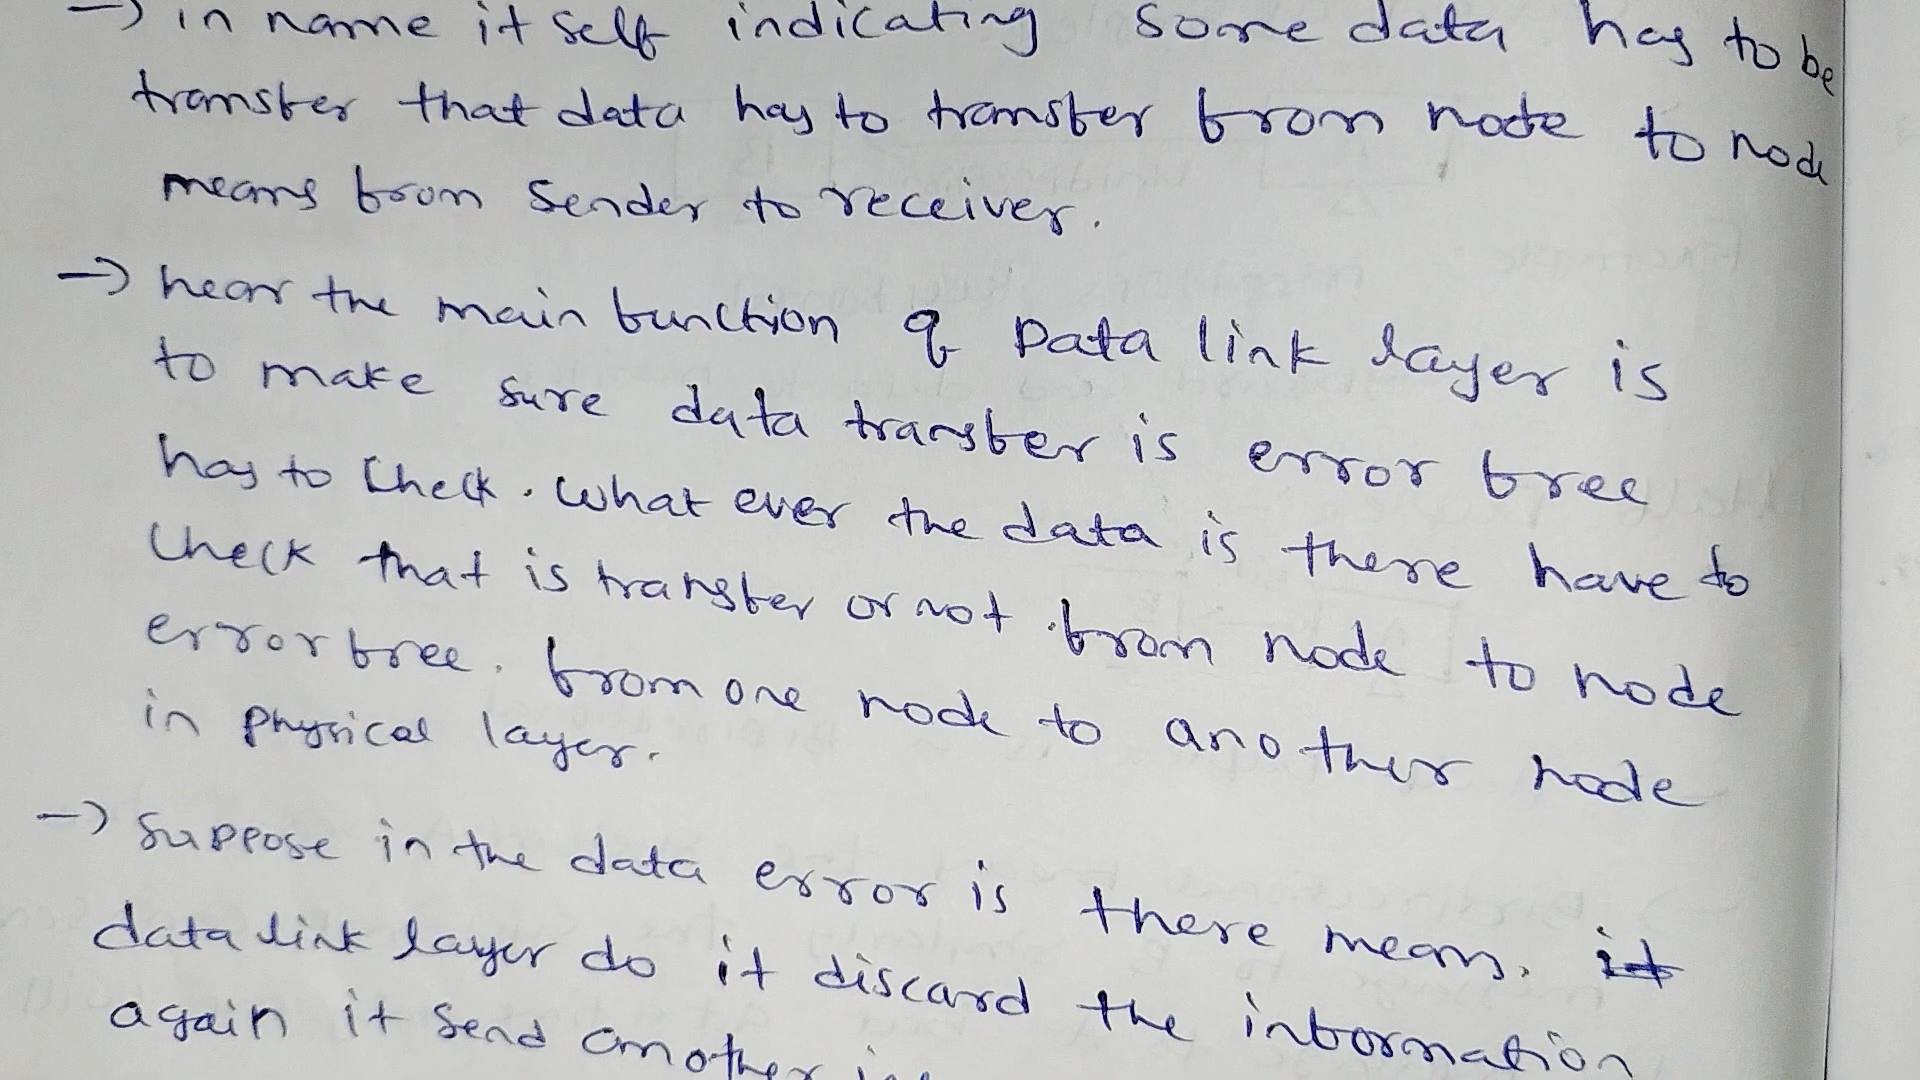 → in name it self indicating some data has to be
transfer that data has to transfer from node to node
means from Sender to receiver.
→ hear the main function of Data link layer is
to make sure data transfer is error free
has to check. what ever the data is there have to
check that is transfer or not from node to node
error free. from one node to another node
in physical layer.
→ suppose in the data error is there means, it
data link layer do it discard the information
again it send another